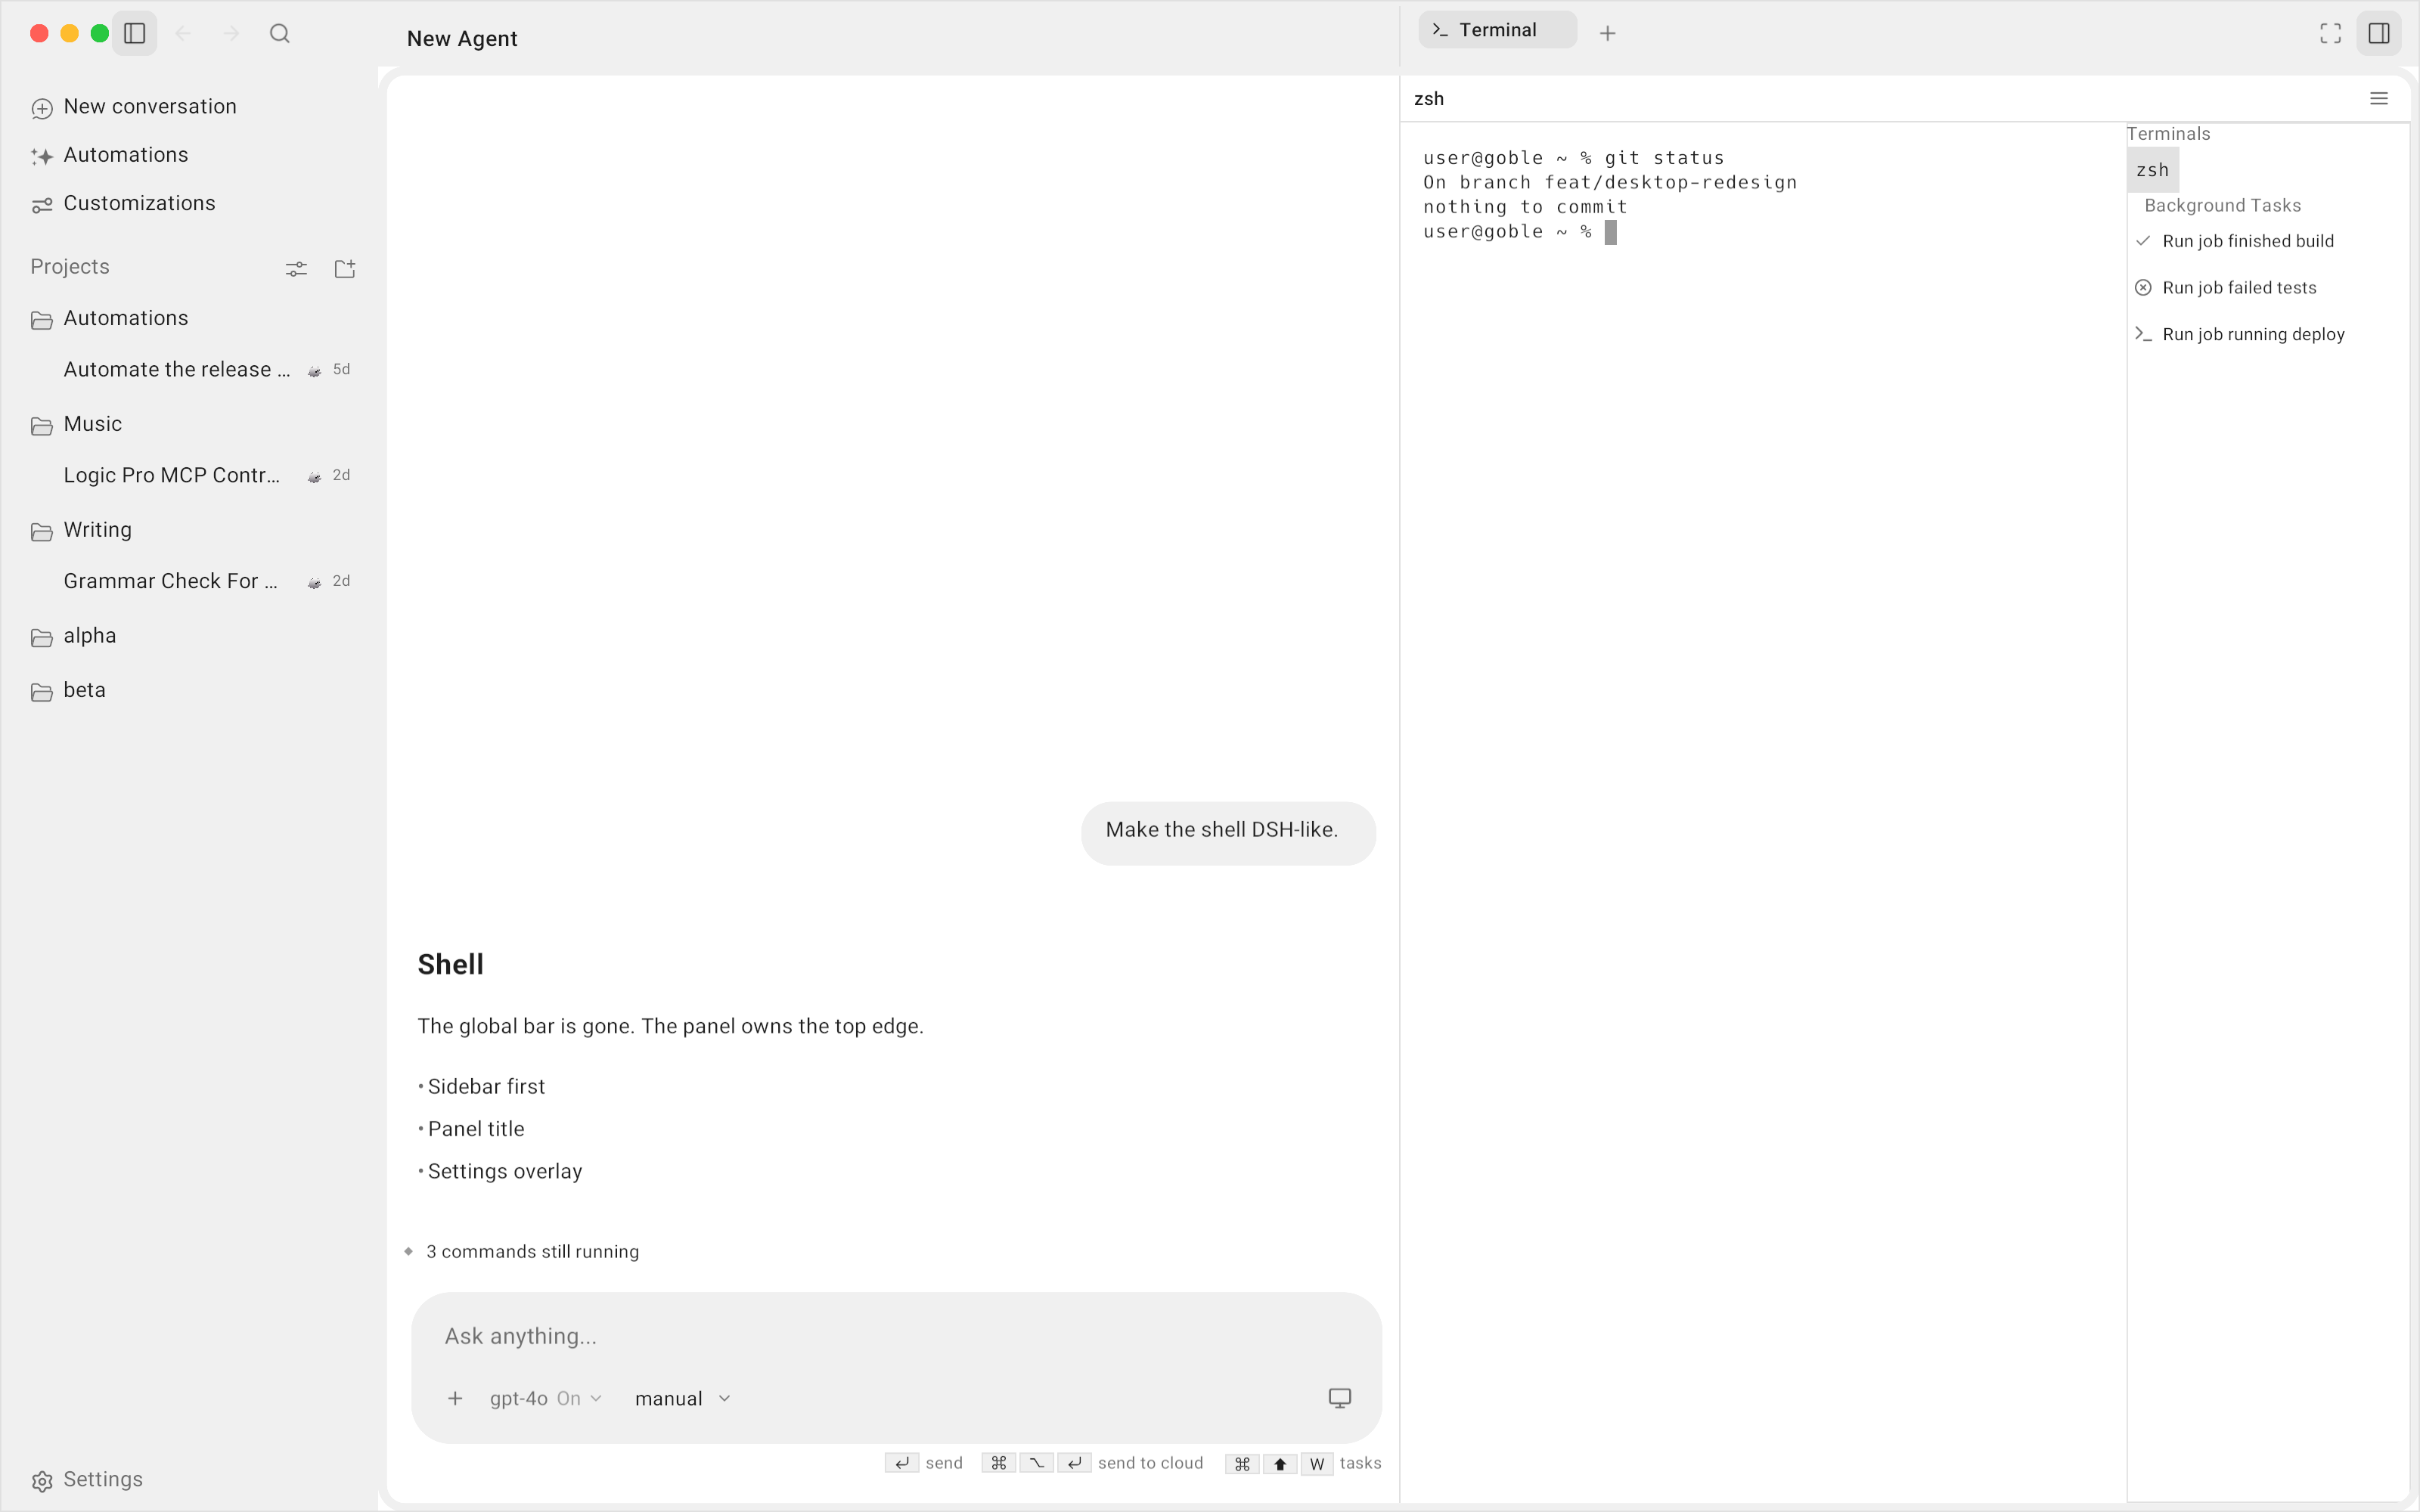 New Agent
Terminal
New conversation
Automations
Customizations
Projects
Automations
Automate the release ... 5d
Music
Logic Pro MCP Contr... 2d
Writing
Grammar Check For ... 2d
alpha
beta
Settings
Make the shell DSH-like.
Shell
The global bar is gone. The panel owns the top edge.
• Sidebar first
• Panel title
• Settings overlay
3 commands still running
Ask anything...
gpt-4o On manual
send ⌘ ⌥ send to cloud ⌘ W tasks
zsh
user@goble ~ % git status
On branch feat/desktop-redesign
nothing to commit
user@goble ~ %
Terminals
zsh
Background Tasks
Run job finished build
Run job failed tests
Run job running deploy